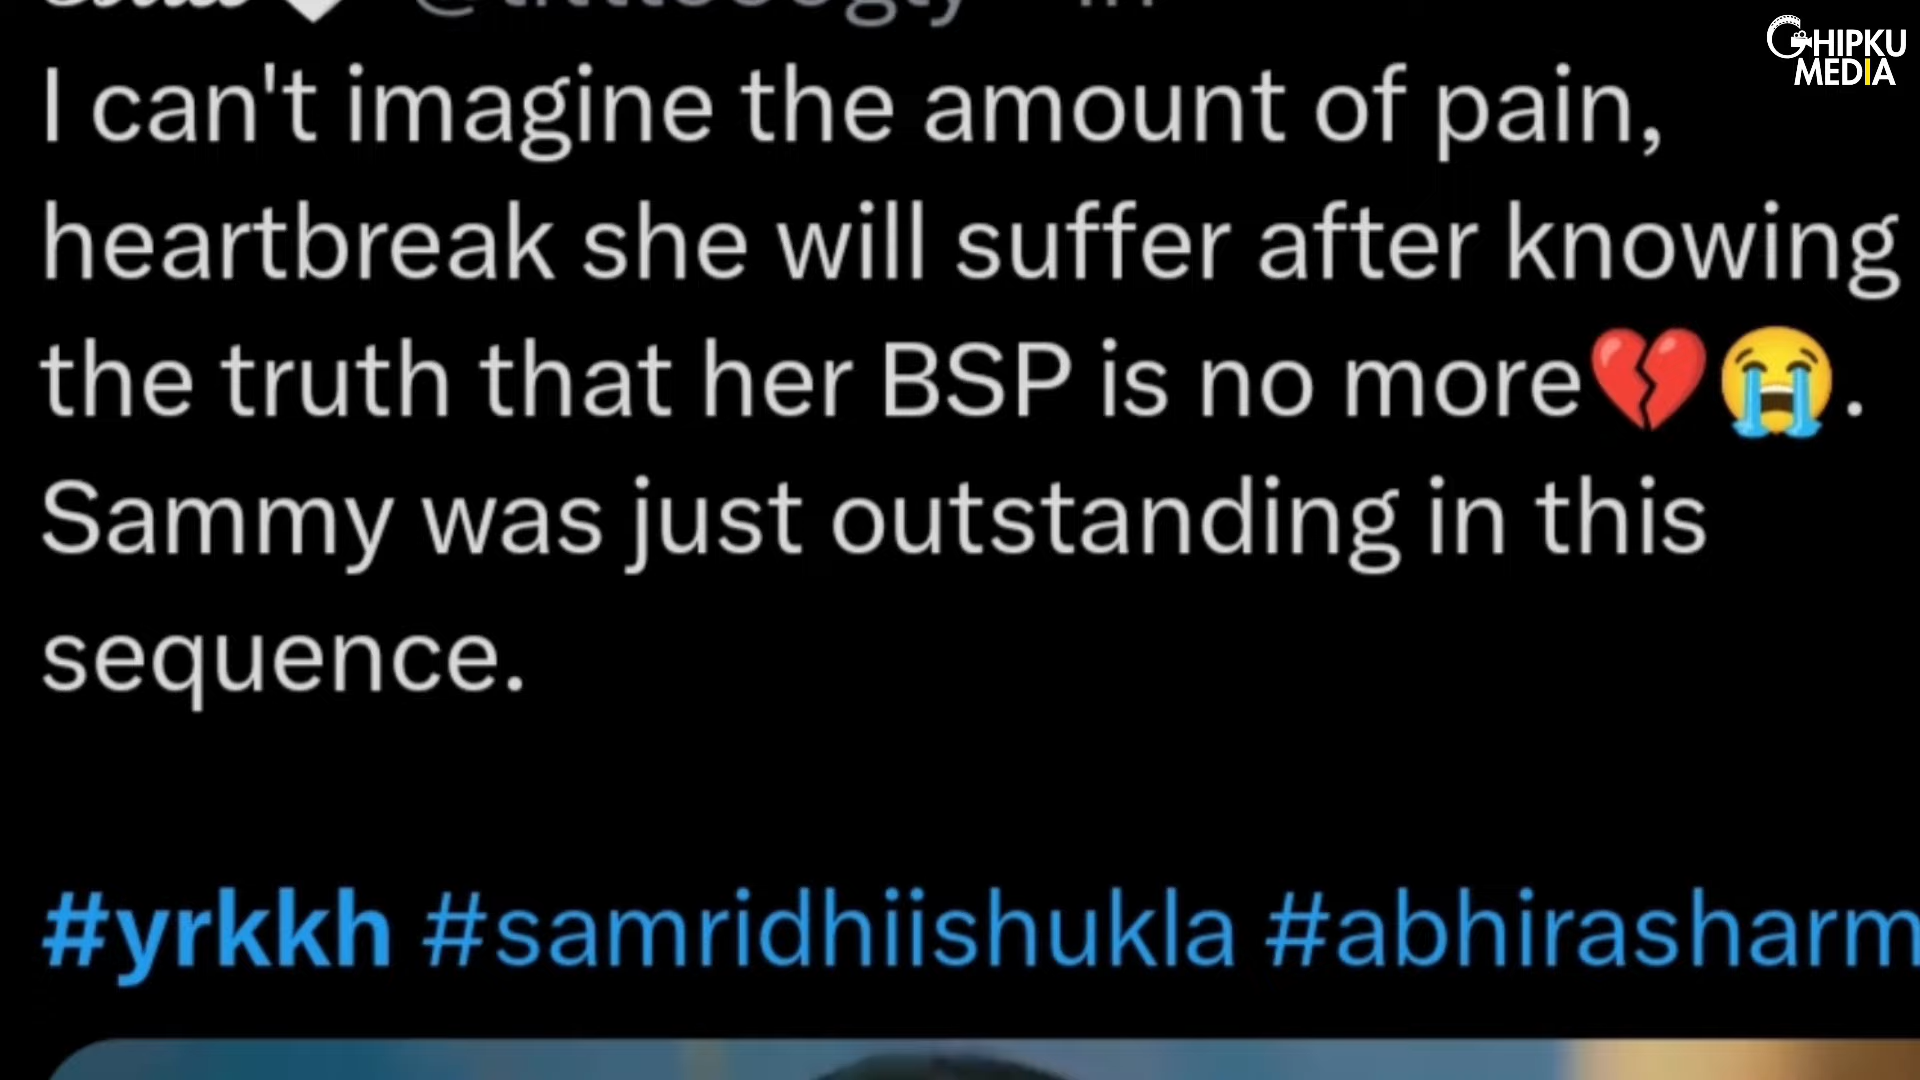 GHIPKU
MEDIA
I can't imagine the amount of pain,
heartbreak she will suffer after knowing
the truth that her BSP is no more💔😭.
Sammy was just outstanding in this
sequence.
#yrkkh #samridhiishukla #abhirasharm